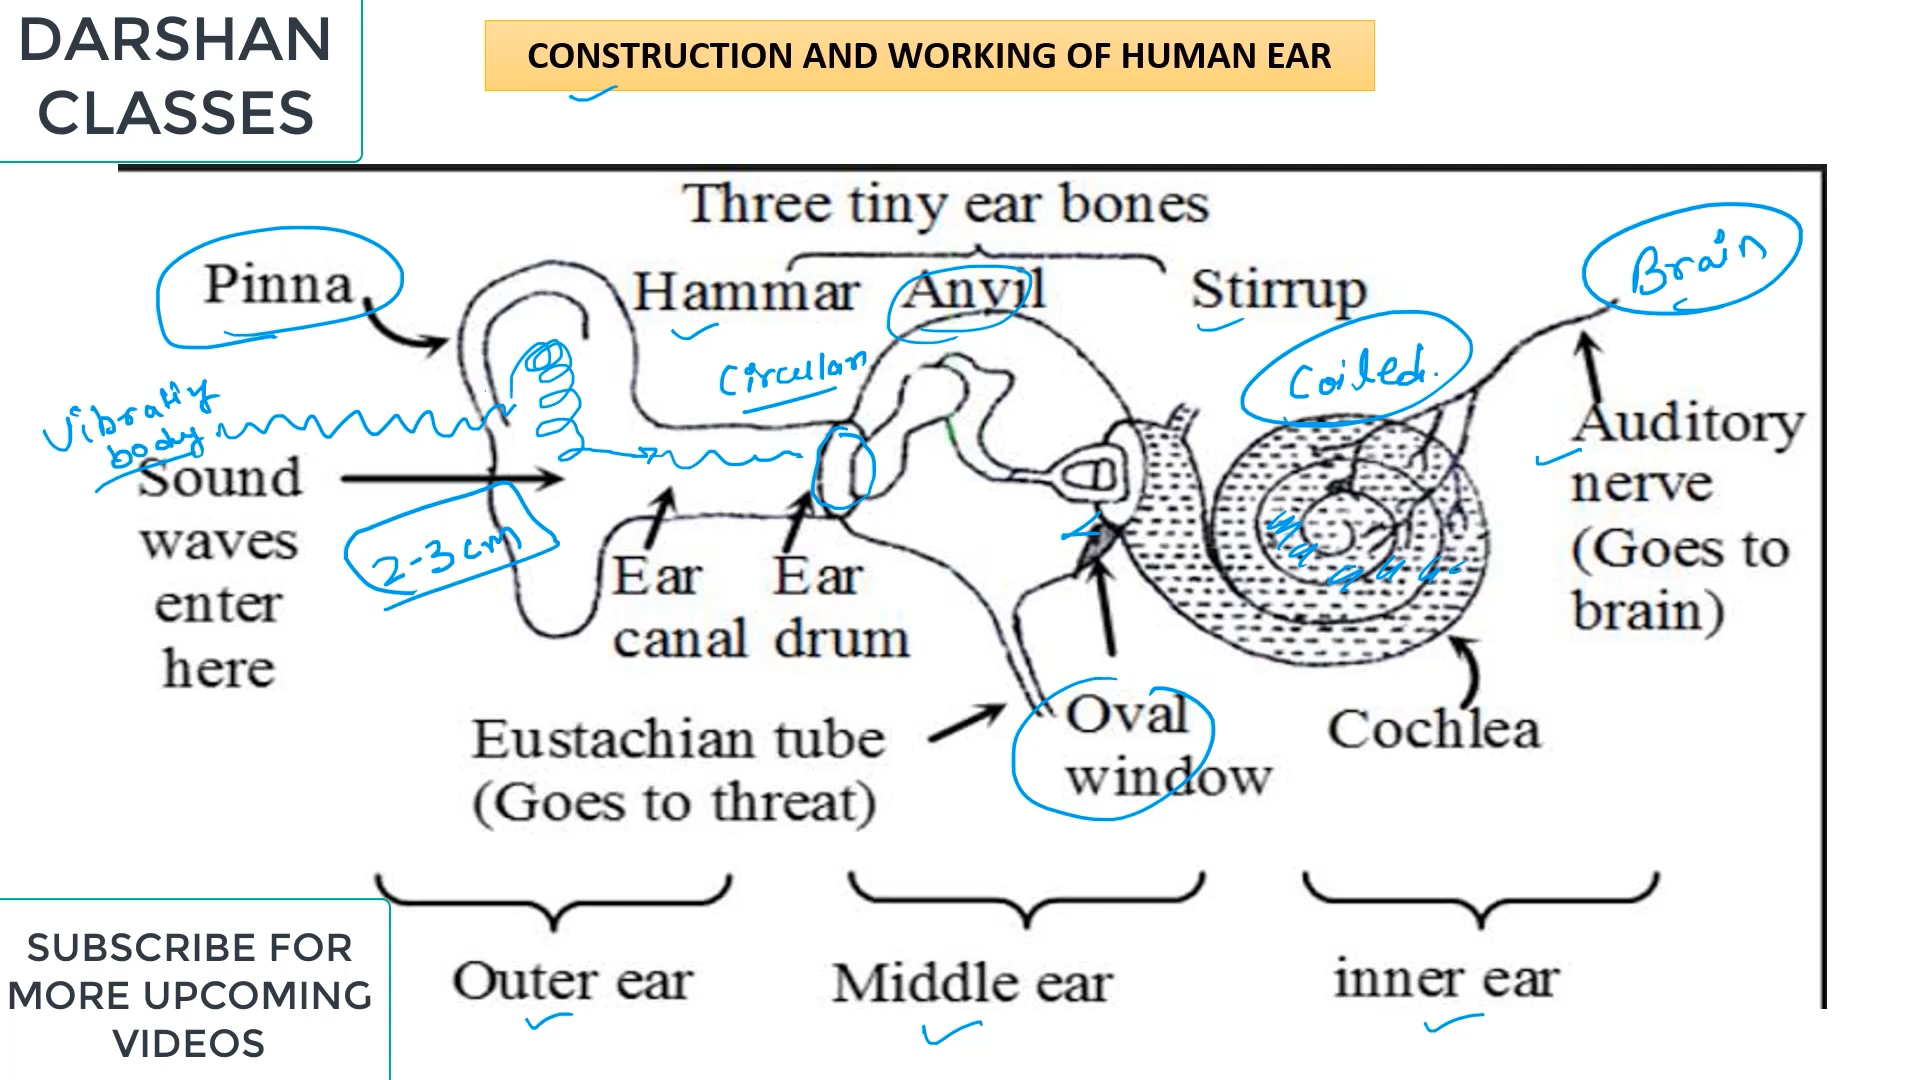 DARSHAN
CLASSES
CONSTRUCTION AND WORKING OF HUMAN EAR
Three tiny ear bones
Pinna
Hammar
Anvil
Stirrup
Brain
Circular
Coiled.
Vibrating
body
Sound
waves
enter
here
2-3 cm
Ear
canal
Ear
drum
Auditory
nerve
(Goes to
brain)
Eustachian tube
(Goes to threat)
Oval
window
Cochlea
Outer ear
Middle ear
inner ear
SUBSCRIBE FOR
MORE UPCOMING
VIDEOS